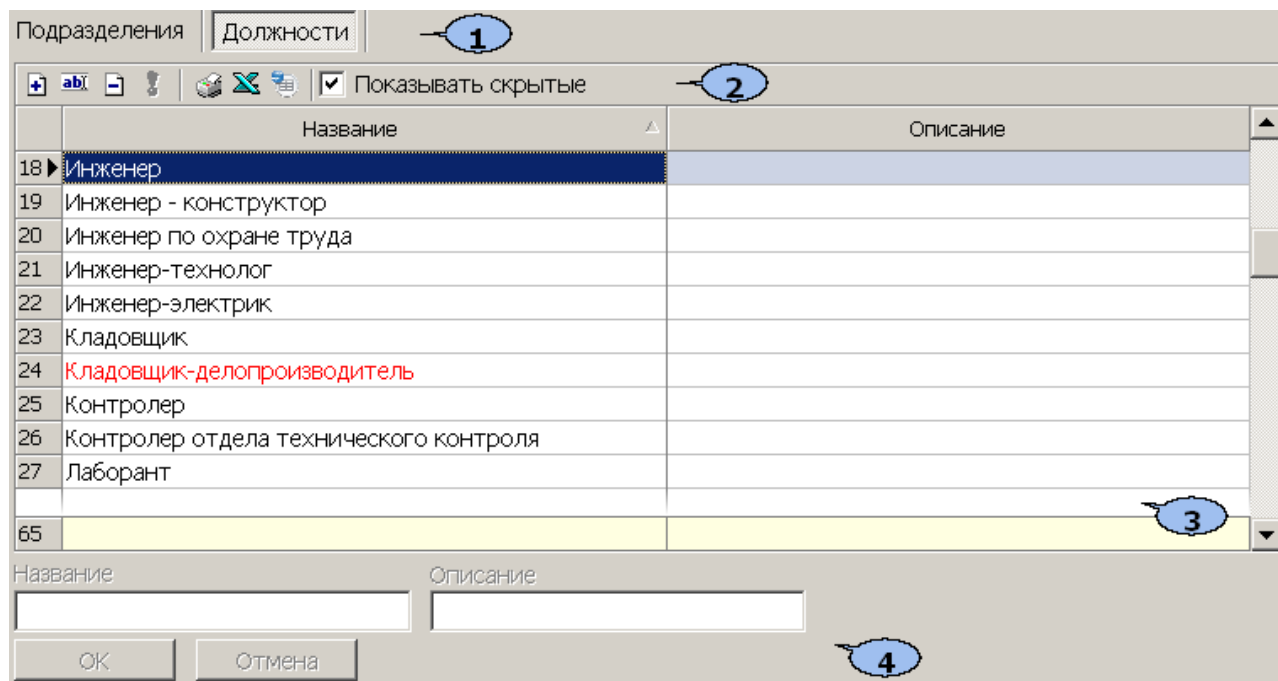 Подразделения Должности 1
abI Показывать скрытые 2
Название Описание
18 Инженер
19 Инженер - конструктор
20 Инженер по охране труда
21 Инженер-технолог
22 Инженер-электрик
23 Кладовщик
24 Кладовщик-делопроизводитель
25 Контролер
26 Контролер отдела технического контроля
27 Лаборант
3
65
Название Описание
ОК Отмена 4